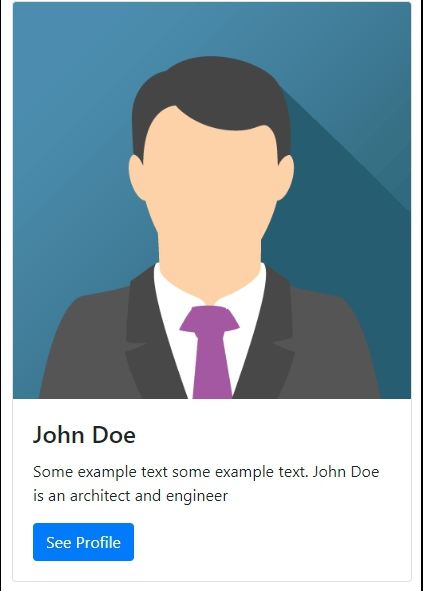 John Doe
Some example text some example text. John Doe
is an architect and engineer
See Profile